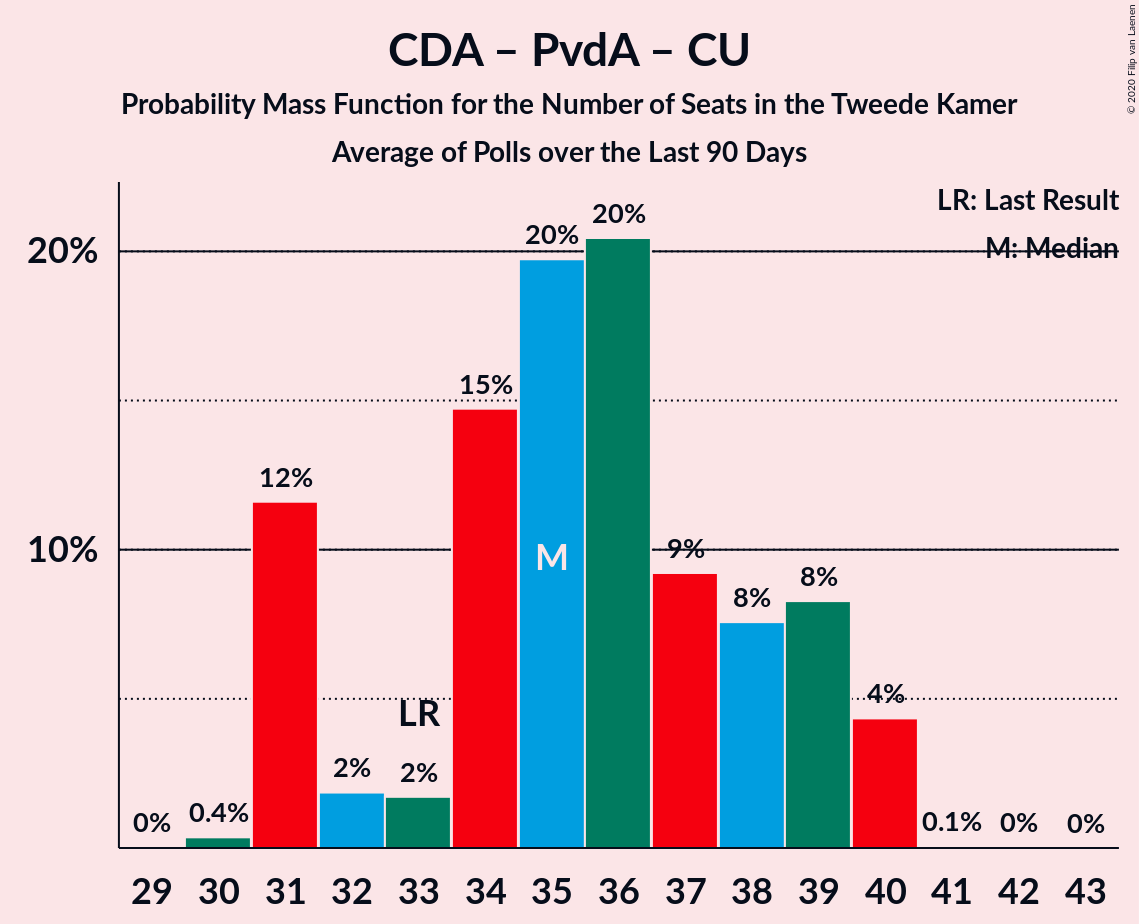 CDA – PvdA – CU
Probability Mass Function for the Number of Seats in the Tweede Kamer
Average of Polls over the Last 90 Days
© 2020 Filip van Laenen
LR: Last Result
M: Median
20%
10%
0%
0.4%
12%
2%
2%
15%
20%
20%
9%
8%
8%
4%
0.1%
0%
0%
LR
M
29 30 31 32 33 34 35 36 37 38 39 40 41 42 43